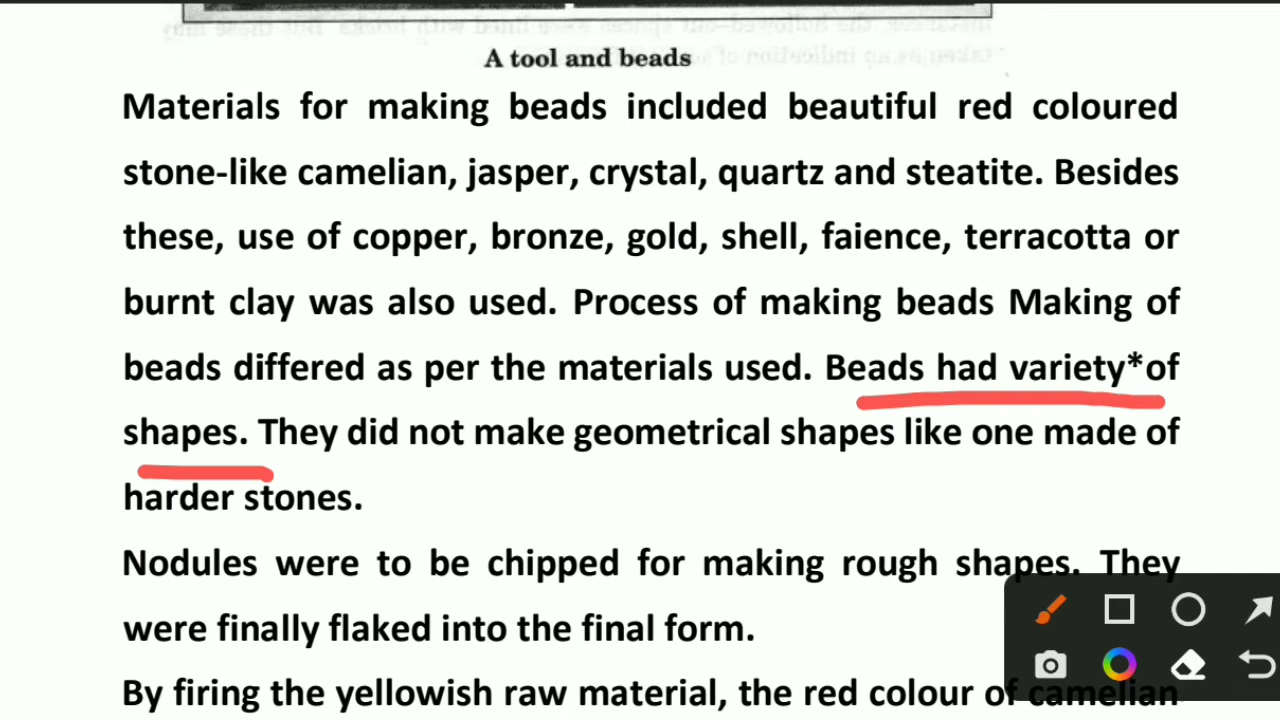 A tool and beads
Materials for making beads included beautiful red coloured
stone-like camelian, jasper, crystal, quartz and steatite. Besides
these, use of copper, bronze, gold, shell, faience, terracotta or
burnt clay was also used. Process of making beads Making of
beads differed as per the materials used. Beads had variety*of
shapes. They did not make geometrical shapes like one made of
harder stones.
Nodules were to be chipped for making rough shapes. They
were finally flaked into the final form.
By firing the yellowish raw material, the red colour of camelian